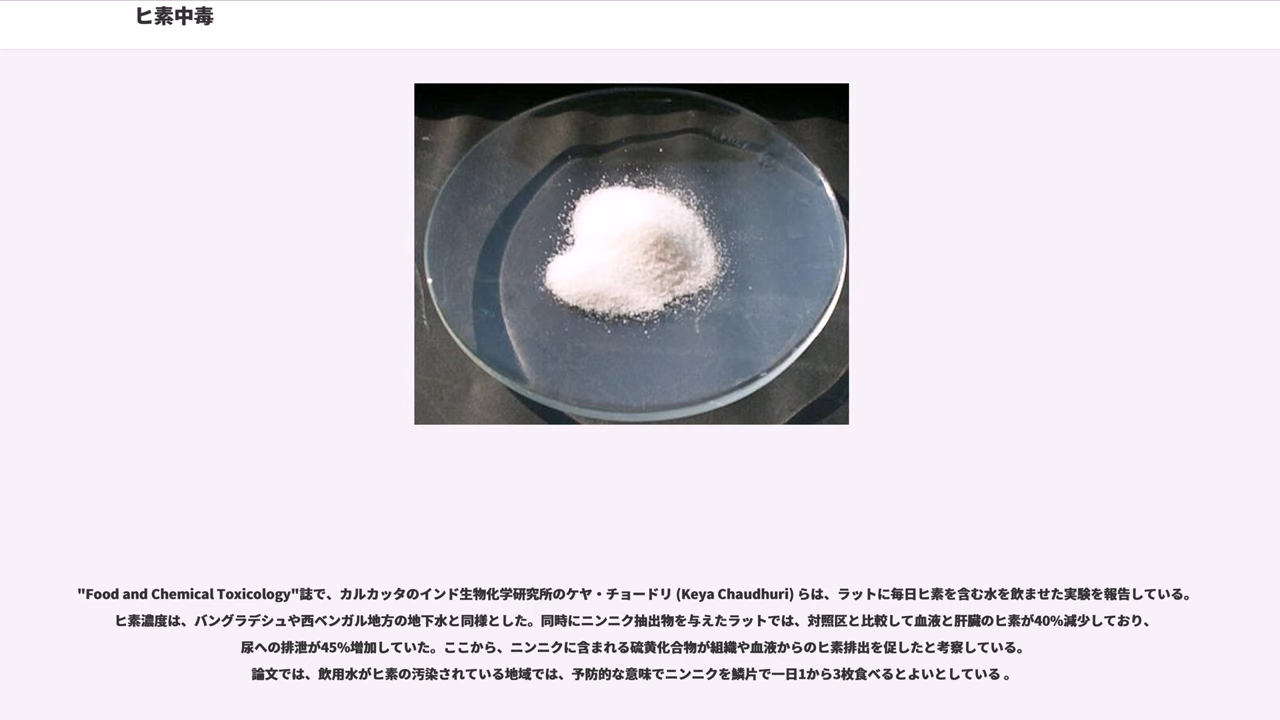 ヒ素中毒
"Food and Chemical Toxicology"誌で、カルカッタのインド生物化学研究所のケヤ・チョードリ (Keya Chaudhuri) らは、ラットに毎日ヒ素を含む水を飲ませた実験を報告している。
ヒ素濃度は、バングラデシュや西ベンガル地方の地下水と同様とした。同時にニンニク抽出物を与えたラットでは、対照区と比較して血液と肝臓のヒ素が40%減少しており、
尿への排泄が45%増加していた。ここから、ニンニクに含まれる硫黄化合物が組織や血液からのヒ素排出を促したと考察している。
論文では、飲用水がヒ素の汚染されている地域では、予防的な意味でニンニクを鱗片で一日1から3枚食べるとよいとしている 。